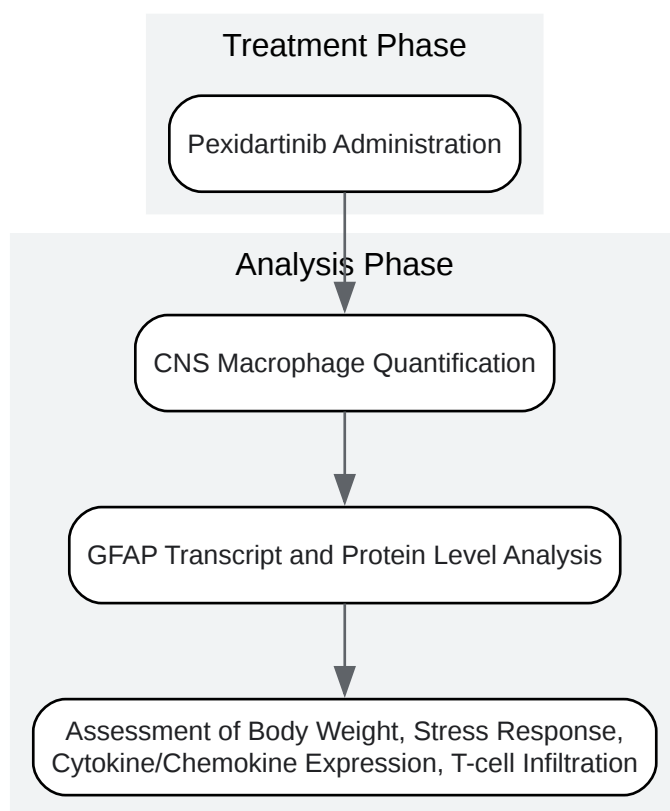 Treatment Phase
Pexidartinib Administration
Analysis Phase
CNS Macrophage Quantification
GFAP Transcript and Protein Level Analysis
Assessment of Body Weight, Stress Response,
Cytokine/Chemokine Expression, T-cell Infiltration